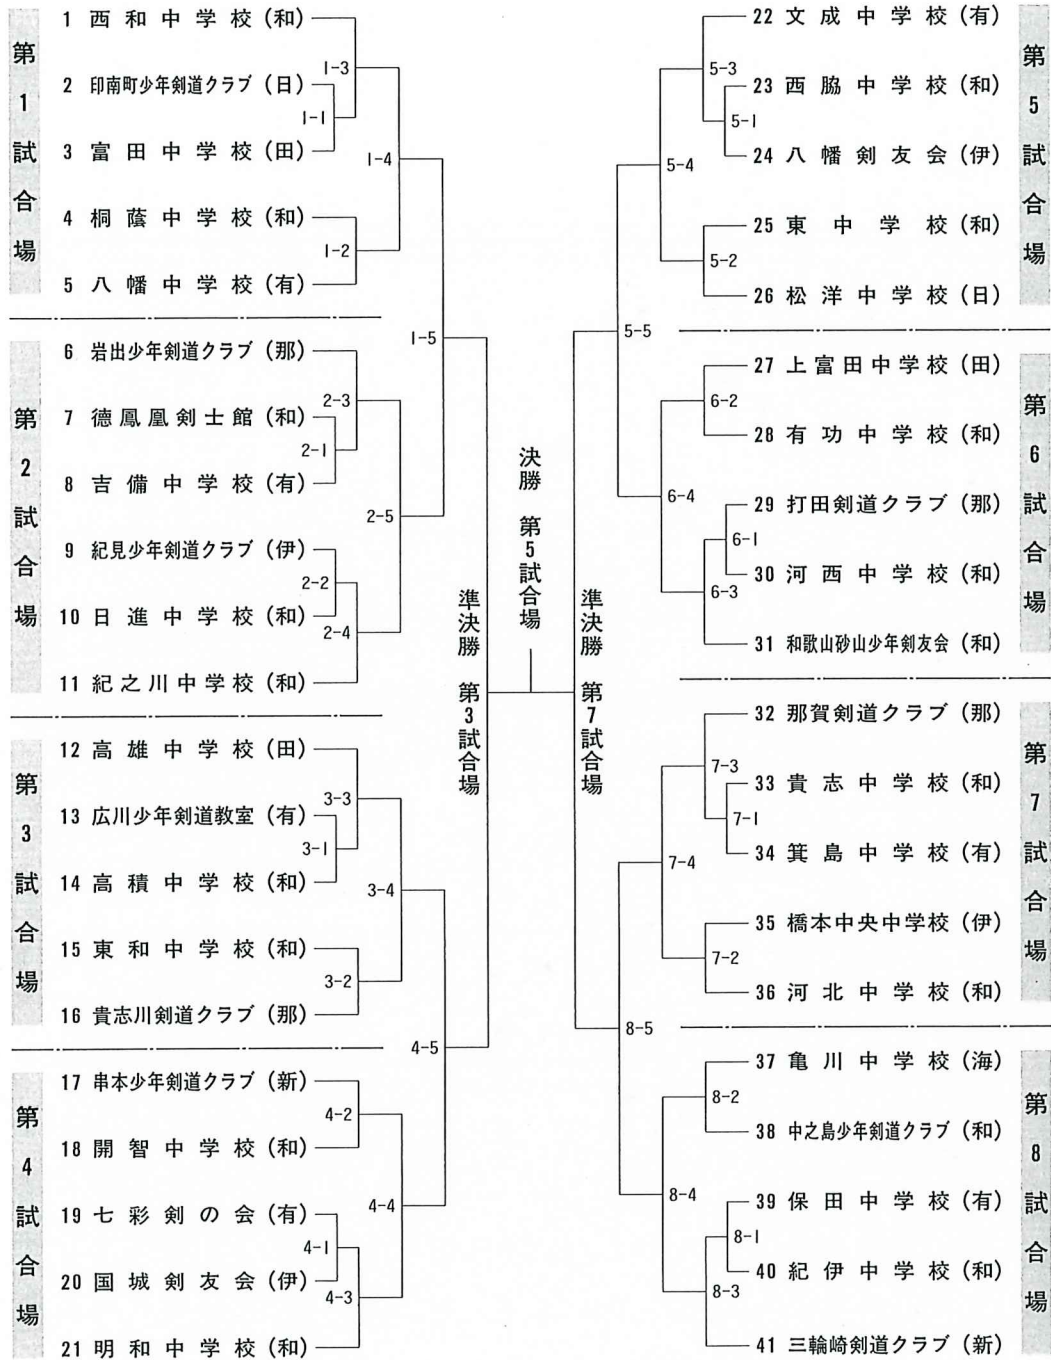 第1試合場
1 西和中学校(和)
2 印南町少年剣道クラブ(日)
3 富田中学校(田)
4 桐蔭中学校(和)
5 八幡中学校(有)
1-3
1-1
1-4
1-2
1-5
第2試合場
6 岩出少年剣道クラブ(那)
7 德鳳凰剣士館(和)
8 吉備中学校(有)
9 紀見少年剣道クラブ(伊)
10 日進中学校(和)
11 紀之川中学校(和)
2-3
2-1
2-5
2-2
2-4
第3試合場
12 高雄中学校(田)
13 広川少年剣道教室(有)
14 高積中学校(和)
15 東和中学校(和)
16 貴志川剣道クラブ(那)
3-3
3-1
3-4
3-2
4-5
第4試合場
17 串本少年剣道クラブ(新)
18 開智中学校(和)
19 七彩剣の会(有)
20 国城剣友会(伊)
21 明和中学校(和)
4-2
4-4
4-1
4-3
準決勝 第3試合場
決勝 第5試合場
準決勝 第7試合場
第5試合場
22 文成中学校(有)
23 西脇中学校(和)
24 八幡剣友会(伊)
25 東中学校(和)
26 松洋中学校(日)
5-3
5-1
5-4
5-2
5-5
第6試合場
27 上富田中学校(田)
28 有功中学校(和)
29 打田剣道クラブ(那)
30 河西中学校(和)
31 和歌山砂山少年剣友会(和)
6-2
6-4
6-1
6-3
第7試合場
32 那賀剣道クラブ(那)
33 貴志中学校(和)
34 箕島中学校(有)
35 橋本中央中学校(伊)
36 河北中学校(和)
7-3
7-1
7-4
7-2
8-5
第8試合場
37 亀川中学校(海)
38 中之島少年剣道クラブ(和)
39 保田中学校(有)
40 紀伊中学校(和)
41 三輪崎剣道クラブ(新)
8-2
8-4
8-1
8-3